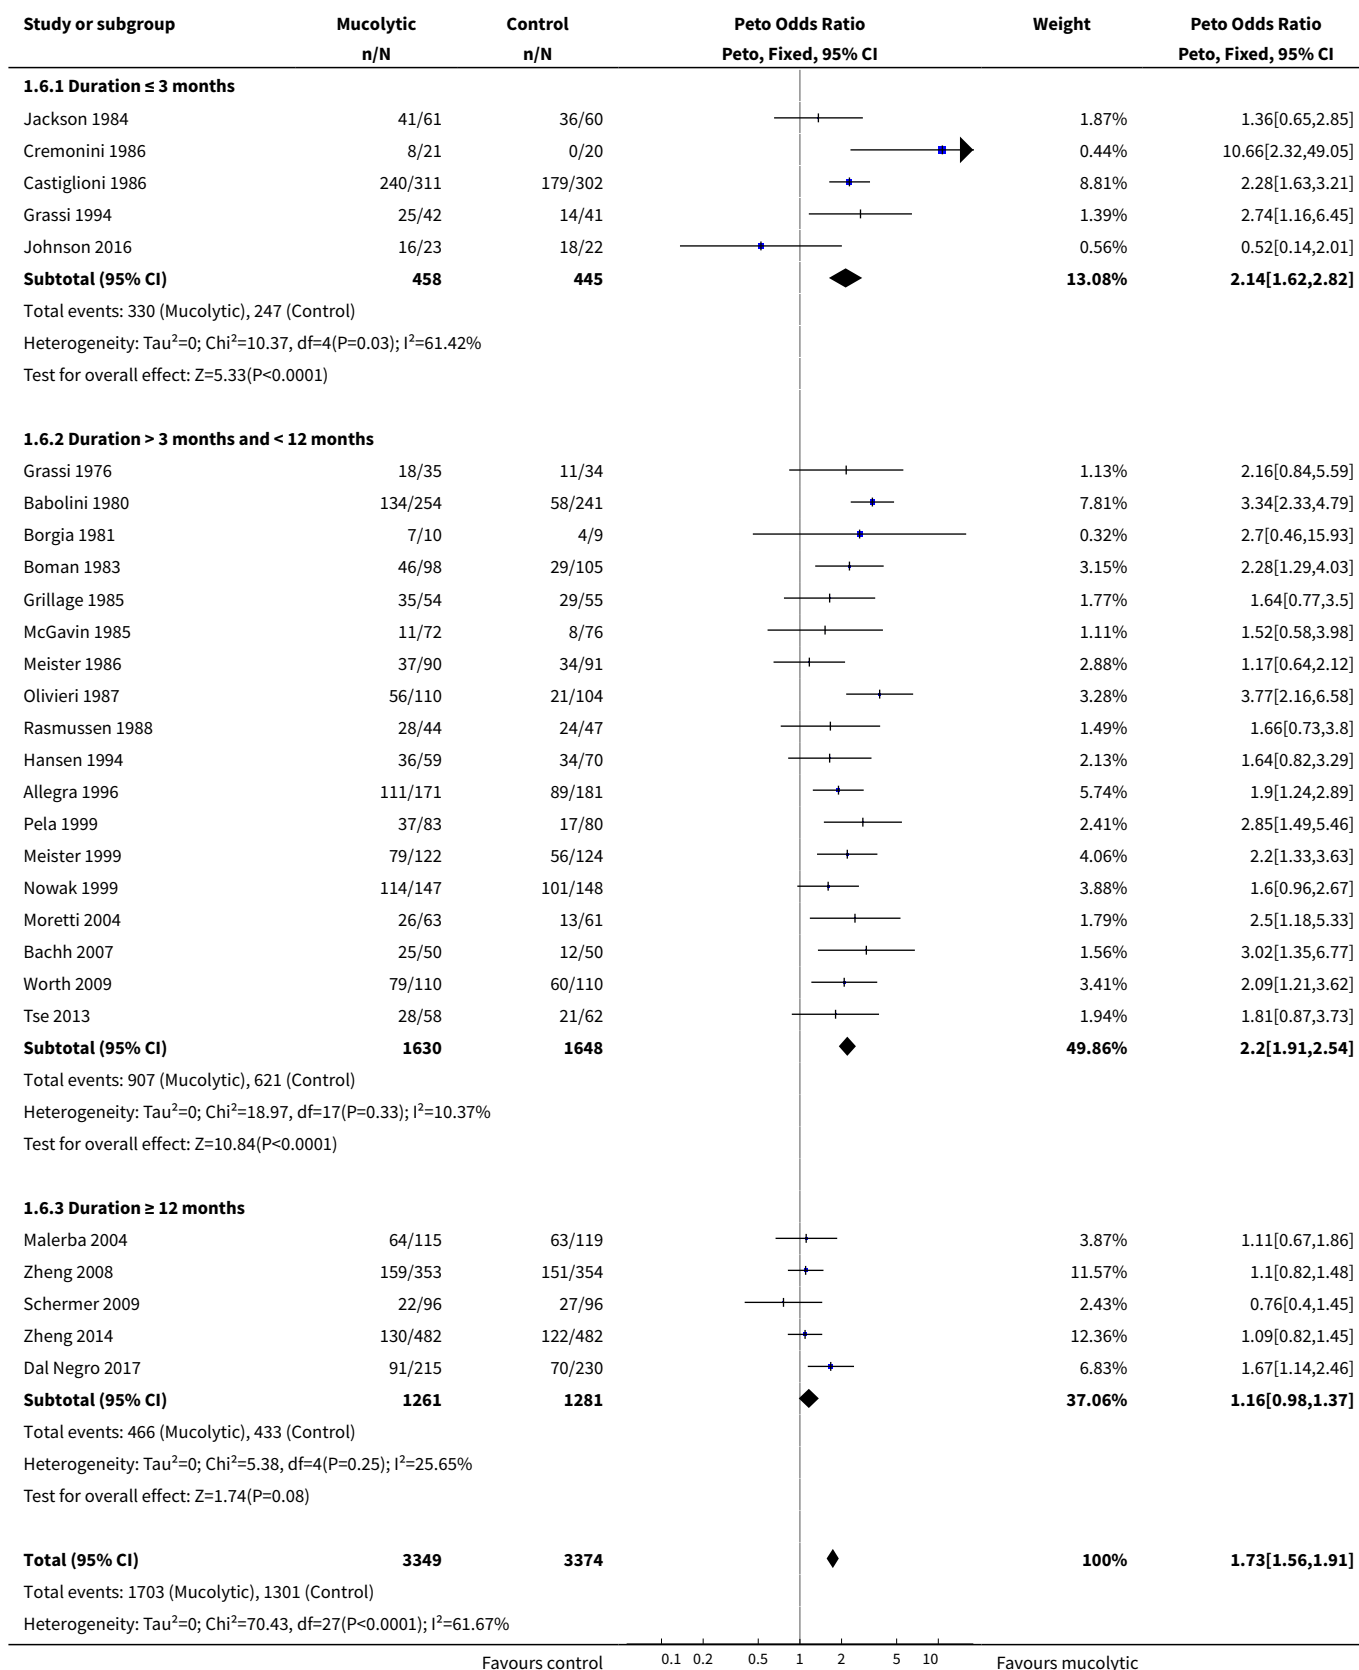 Study or subgroup Mucolytic Control Peto Odds Ratio Weight Peto Odds Ratio
n/N n/N Peto, Fixed, 95% CI Peto, Fixed, 95% CI
1.6.1 Duration ≤ 3 months
Jackson 1984 41/61 36/60 1.87% 1.36[0.65,2.85]
Cremonini 1986 8/21 0/20 0.44% 10.66[2.32,49.05]
Castiglioni 1986 240/311 179/302 8.81% 2.28[1.63,3.21]
Grassi 1994 25/42 14/41 1.39% 2.74[1.16,6.45]
Johnson 2016 16/23 18/22 0.56% 0.52[0.14,2.01]
Subtotal (95% CI) 458 445 13.08% 2.14[1.62,2.82]
Total events: 330 (Mucolytic), 247 (Control)
Heterogeneity: Tau²=0; Chi²=10.37, df=4(P=0.03); I²=61.42%
Test for overall effect: Z=5.33(P<0.0001)
1.6.2 Duration > 3 months and < 12 months
Grassi 1976 18/35 11/34 1.13% 2.16[0.84,5.59]
Babolini 1980 134/254 58/241 7.81% 3.34[2.33,4.79]
Borgia 1981 7/10 4/9 0.32% 2.7[0.46,15.93]
Boman 1983 46/98 29/105 3.15% 2.28[1.29,4.03]
Grillage 1985 35/54 29/55 1.77% 1.64[0.77,3.5]
McGavin 1985 11/72 8/76 1.11% 1.52[0.58,3.98]
Meister 1986 37/90 34/91 2.88% 1.17[0.64,2.12]
Olivieri 1987 56/110 21/104 3.28% 3.77[2.16,6.58]
Rasmussen 1988 28/44 24/47 1.49% 1.66[0.73,3.8]
Hansen 1994 36/59 34/70 2.13% 1.64[0.82,3.29]
Allegra 1996 111/171 89/181 5.74% 1.9[1.24,2.89]
Pela 1999 37/83 17/80 2.41% 2.85[1.49,5.46]
Meister 1999 79/122 56/124 4.06% 2.2[1.33,3.63]
Nowak 1999 114/147 101/148 3.88% 1.6[0.96,2.67]
Moretti 2004 26/63 13/61 1.79% 2.5[1.18,5.33]
Bachh 2007 25/50 12/50 1.56% 3.02[1.35,6.77]
Worth 2009 79/110 60/110 3.41% 2.09[1.21,3.62]
Tse 2013 28/58 21/62 1.94% 1.81[0.87,3.73]
Subtotal (95% CI) 1630 1648 49.86% 2.2[1.91,2.54]
Total events: 907 (Mucolytic), 621 (Control)
Heterogeneity: Tau²=0; Chi²=18.97, df=17(P=0.33); I²=10.37%
Test for overall effect: Z=10.84(P<0.0001)
1.6.3 Duration ≥ 12 months
Malerba 2004 64/115 63/119 3.87% 1.11[0.67,1.86]
Zheng 2008 159/353 151/354 11.57% 1.1[0.82,1.48]
Schermer 2009 22/96 27/96 2.43% 0.76[0.4,1.45]
Zheng 2014 130/482 122/482 12.36% 1.09[0.82,1.45]
Dal Negro 2017 91/215 70/230 6.83% 1.67[1.14,2.46]
Subtotal (95% CI) 1261 1281 37.06% 1.16[0.98,1.37]
Total events: 466 (Mucolytic), 433 (Control)
Heterogeneity: Tau²=0; Chi²=5.38, df=4(P=0.25); I²=25.65%
Test for overall effect: Z=1.74(P=0.08)
Total (95% CI) 3349 3374 100% 1.73[1.56,1.91]
Total events: 1703 (Mucolytic), 1301 (Control)
Heterogeneity: Tau²=0; Chi²=70.43, df=27(P<0.0001); I²=61.67%
Favours control 0.1 0.2 0.5 1 2 5 10 Favours mucolytic